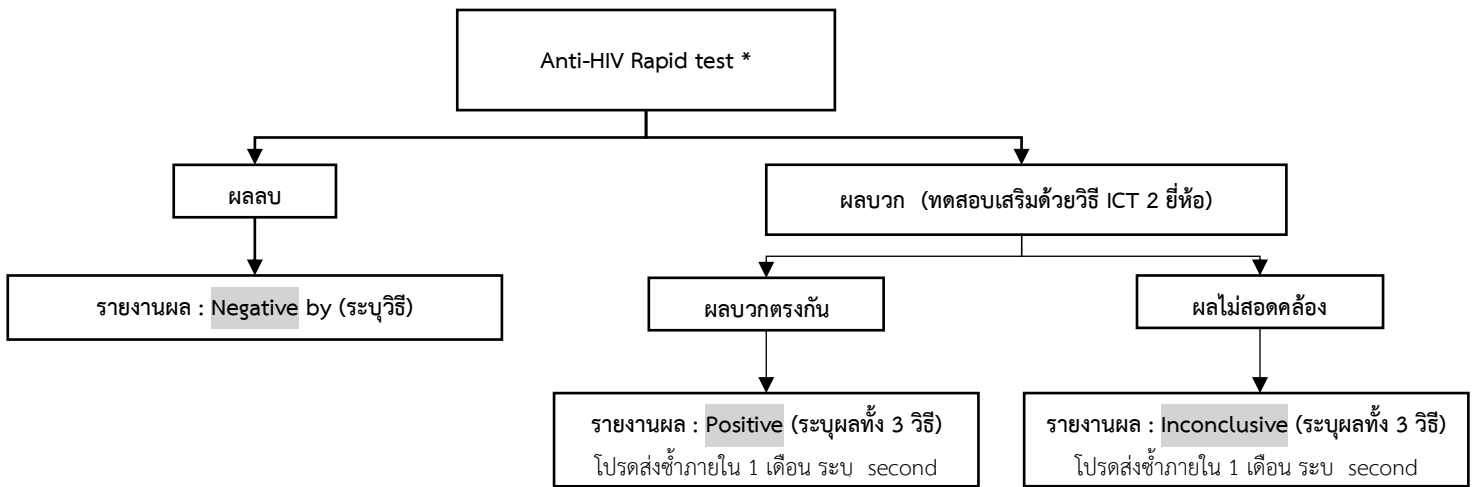 Anti-HIV Rapid test *
ผลลบ
ผลบวก (ทดสอบเสริมด้วยวิธี ICT 2 ยี่ห้อ)
รายงานผล : Negative by (ระบุวิธี)
ผลบวกตรงกัน
ผลไม่สอดคล้อง
รายงานผล : Positive (ระบุผลทั้ง 3 วิธี)
โปรดส่งซ้ำภายใน 1 เดือน ระบุ second
รายงานผล : Inconclusive (ระบุผลทั้ง 3 วิธี)
โปรดส่งซ้ำภายใน 1 เดือน ระบุ second